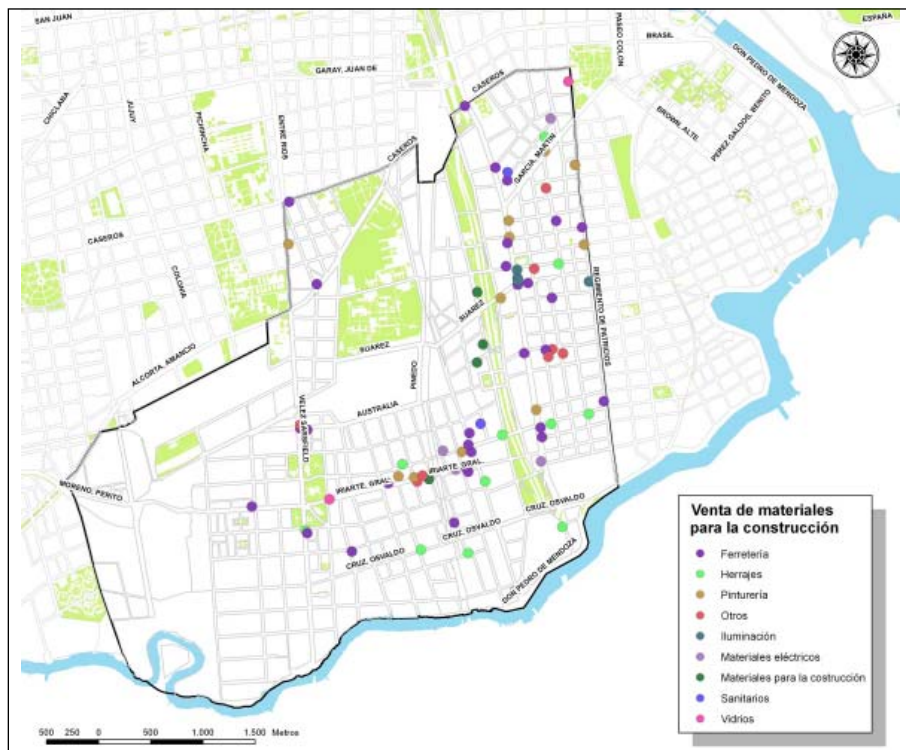 SAN JUAN
ESPAÑA
PASEO COLON
BRASIL
DON PEDRO DE MENDOZA
GARAY, JUAN DE
CASEROS
CHICLANA
JUJUY
PICHINCHA
ENTRE RIOS
CASEROS
BROWN, ALTE
PEREZ GALDOS, BENITO
GARCIA, MARTIN
CASEROS
COLONIA
REGIMIENTO DE PATRICIOS
SUAREZ
ALCORTA, AMANCIO
SUAREZ
PINEDO
VELEZ SARSFIELD
AUSTRALIA
MORENO, PERITO
IRIARTE, GRAL.
IRIARTE, GRAL.
CRUZ, OSVALDO
CRUZ, OSVALDO
CRUZ, OSVALDO
DON PEDRO DE MENDOZA
Venta de materiales
para la construcción
Ferretería
Herrajes
Pinturería
Otros
Iluminación
Materiales eléctricos
Materiales para la costrucción
Sanitarios
Vidrios
500 250 0 500 1.000 1.500 Metros